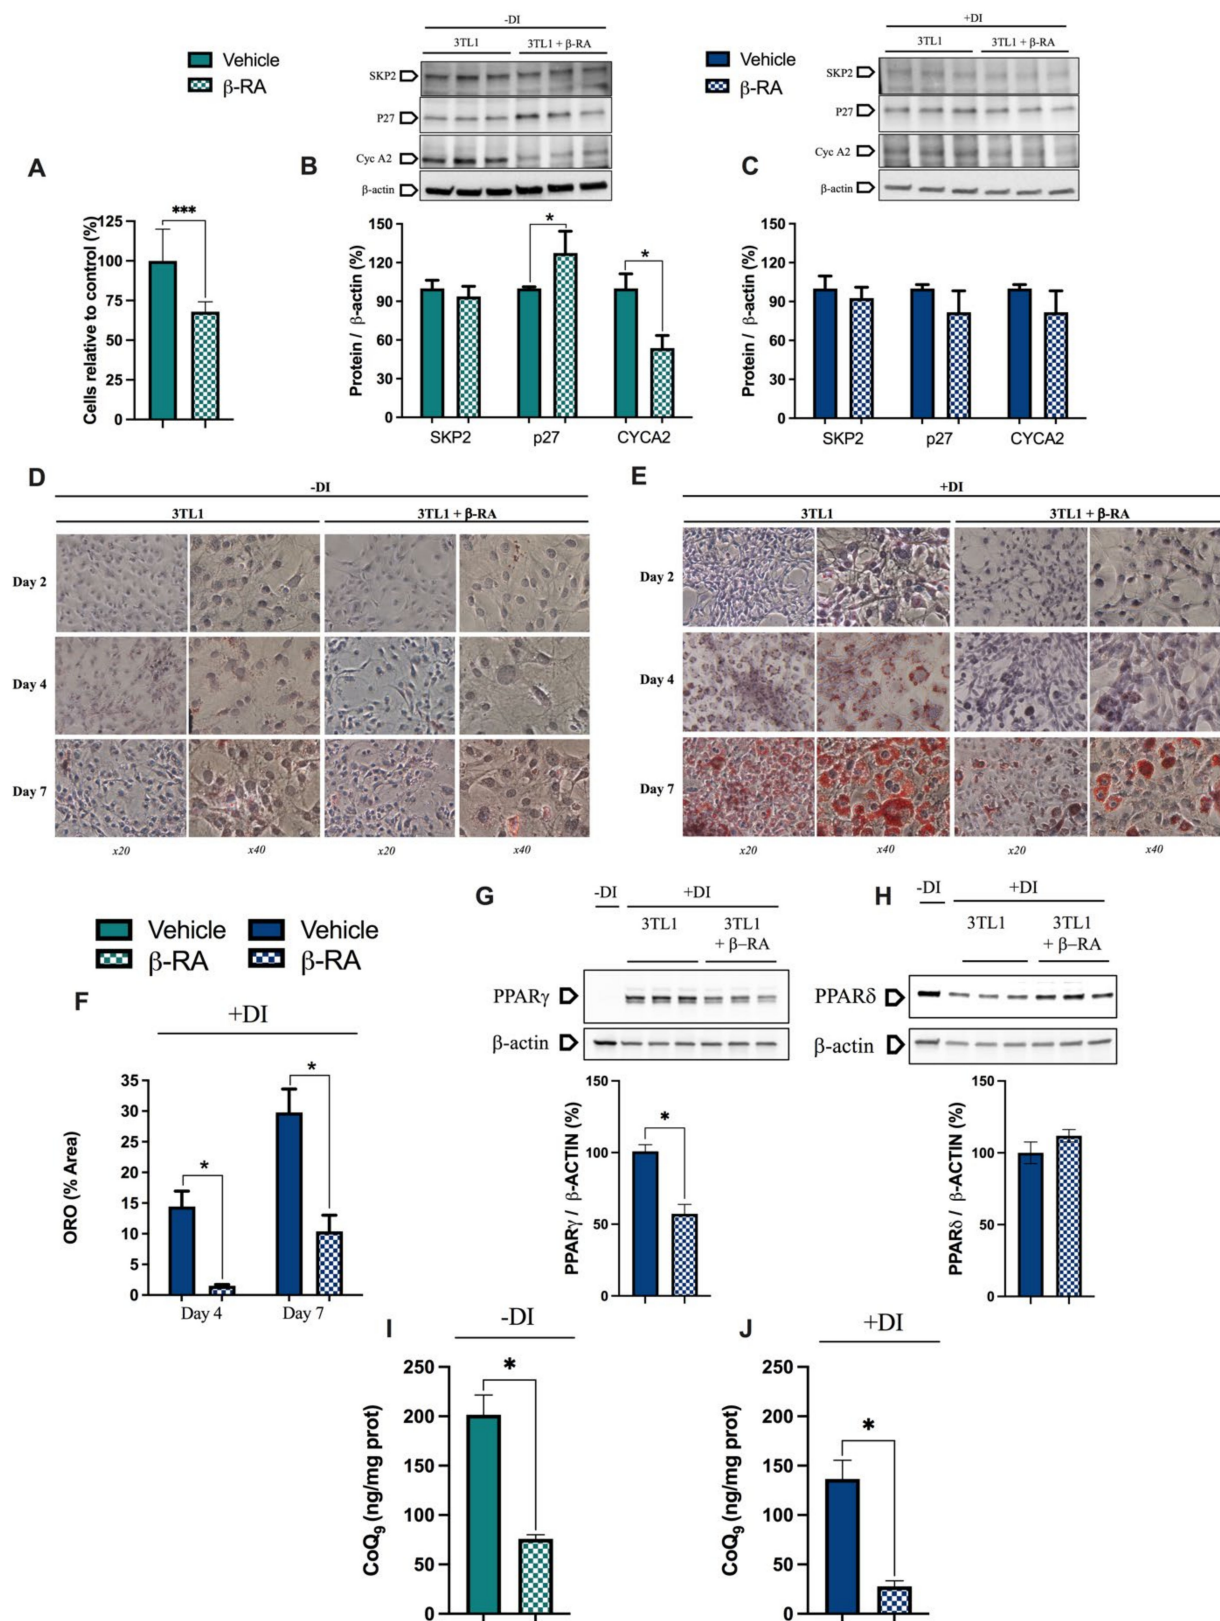 -DI
3TL1 3TL1 + β-RA
Vehicle
β-RA
SKP2
P27
Cyc A2
β-actin
+DI
3TL1 3TL1 + β-RA
Vehicle
β-RA
SKP2
P27
Cyc A2
β-actin
A
Cells relative to control (%)
125
100
75
50
25
0
***
B
Protein / β-actin (%)
150
120
90
60
30
0
*
*
SKP2 p27 CYCA2
C
Protein / β-actin (%)
150
120
90
60
30
0
SKP2 p27 CYCA2
D
-DI
3TL1 3TL1 + β-RA
Day 2
Day 4
Day 7
x20 x40 x20 x40
E
+DI
3TL1 3TL1 + β-RA
Day 2
Day 4
Day 7
x20 x40 x20 x40
Vehicle Vehicle
β-RA β-RA
F
+DI
ORO (% Area)
35
30
25
20
15
10
5
0
*
*
Day 4 Day 7
G
-DI +DI
3TL1 3TL1
+ β–RA
PPARγ
β-actin
PPARγ / β-ACTIN (%)
150
100
50
0
*
H
-DI +DI
3TL1 3TL1
+ β–RA
PPARδ
β-actin
PPARδ / β-ACTIN (%)
150
100
50
0
I
-DI
CoQ₉ (ng/mg prot)
250
200
150
100
50
0
*
J
+DI
CoQ₉ (ng/mg prot)
250
200
150
100
50
0
*